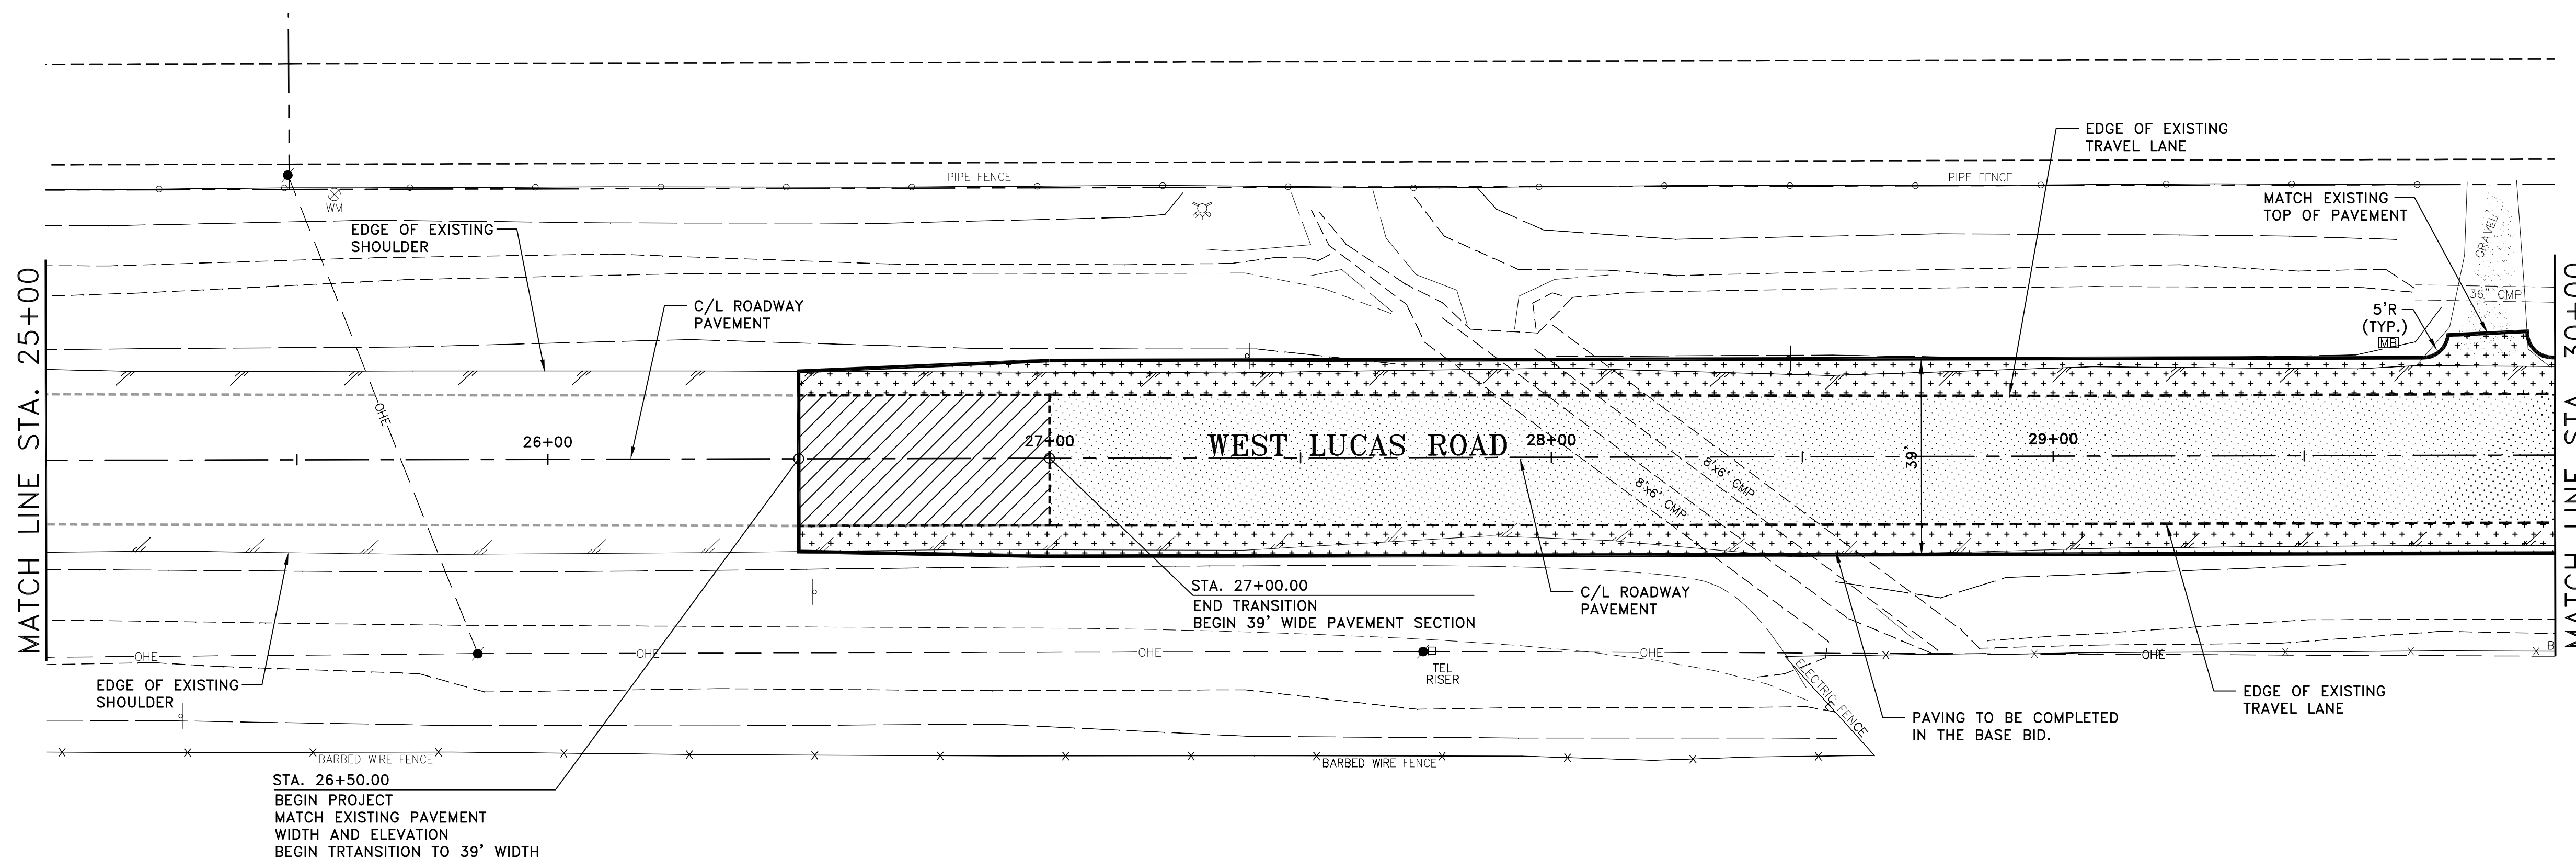 EDGE OF EXISTING
TRAVEL LANE
PIPE FENCE
PIPE FENCE
WM
MATCH EXISTING
TOP OF PAVEMENT
EDGE OF EXISTING
SHOULDER
GRAVEL
36" CMP
C/L ROADWAY
PAVEMENT
5'R
(TYP.)
MB
MATCH LINE STA. 25+00
MATCH LINE STA. 30+00
OHE
26+00
27+00
WEST LUCAS ROAD
28+00
29+00
39'
8'x6' CMP
8'x6' CMP
STA. 27+00.00
END TRANSITION
BEGIN 39' WIDE PAVEMENT SECTION
C/L ROADWAY
PAVEMENT
OHE
OHE
OHE
OHE
OHE
B
TEL
RISER
ELECTRIC FENCE
EDGE OF EXISTING
SHOULDER
EDGE OF EXISTING
TRAVEL LANE
PAVING TO BE COMPLETED
IN THE BASE BID.
BARBED WIRE FENCE
BARBED WIRE FENCE
STA. 26+50.00
BEGIN PROJECT
MATCH EXISTING PAVEMENT
WIDTH AND ELEVATION
BEGIN TRTANSITION TO 39' WIDTH